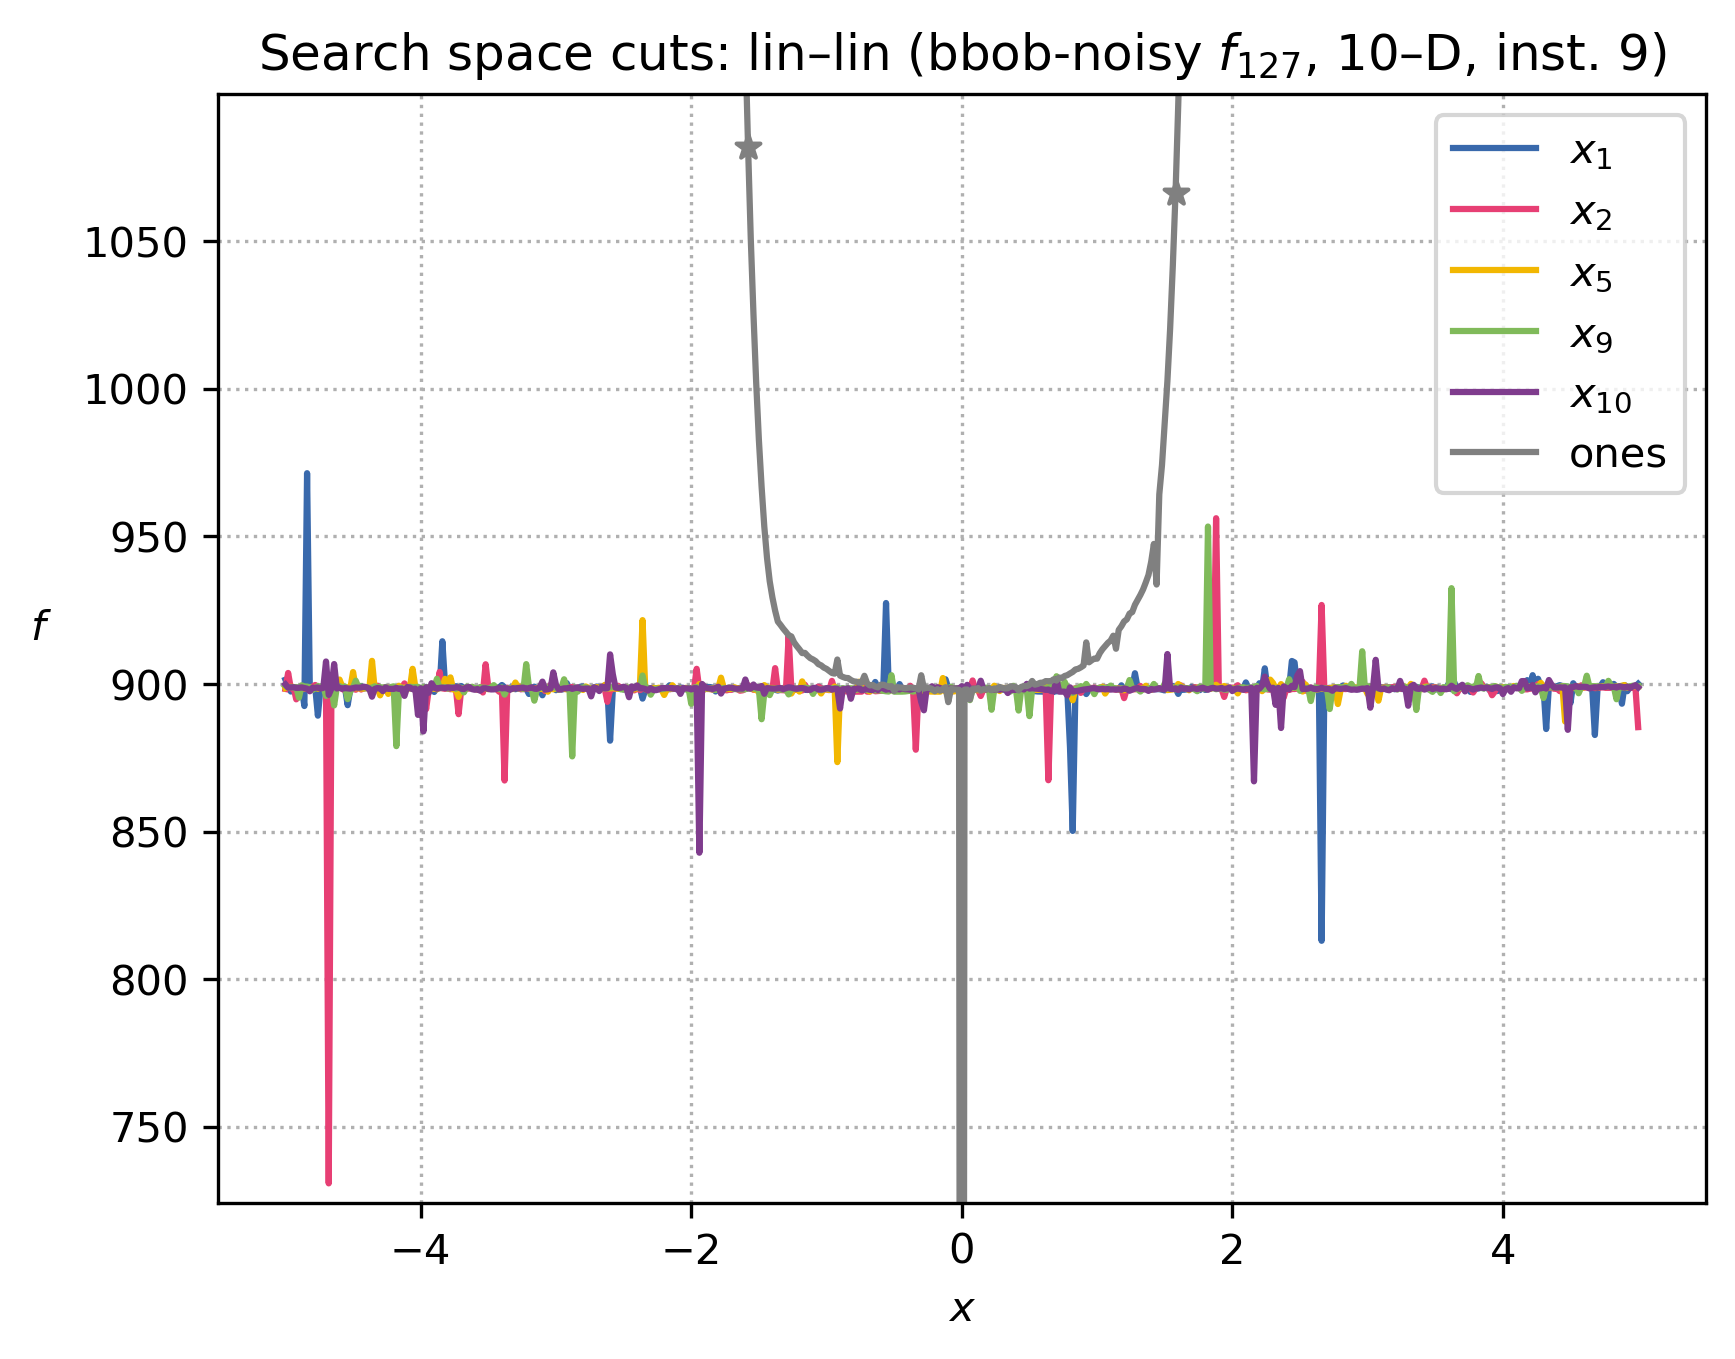 Search space cuts: lin–lin (bbob-noisy f₁₂₇, 10–D, inst. 9)
x₁
x₂
x₅
x₉
x₁₀
ones
1050
1000
950
900
850
800
750
f
−4
−2
0
2
4
x